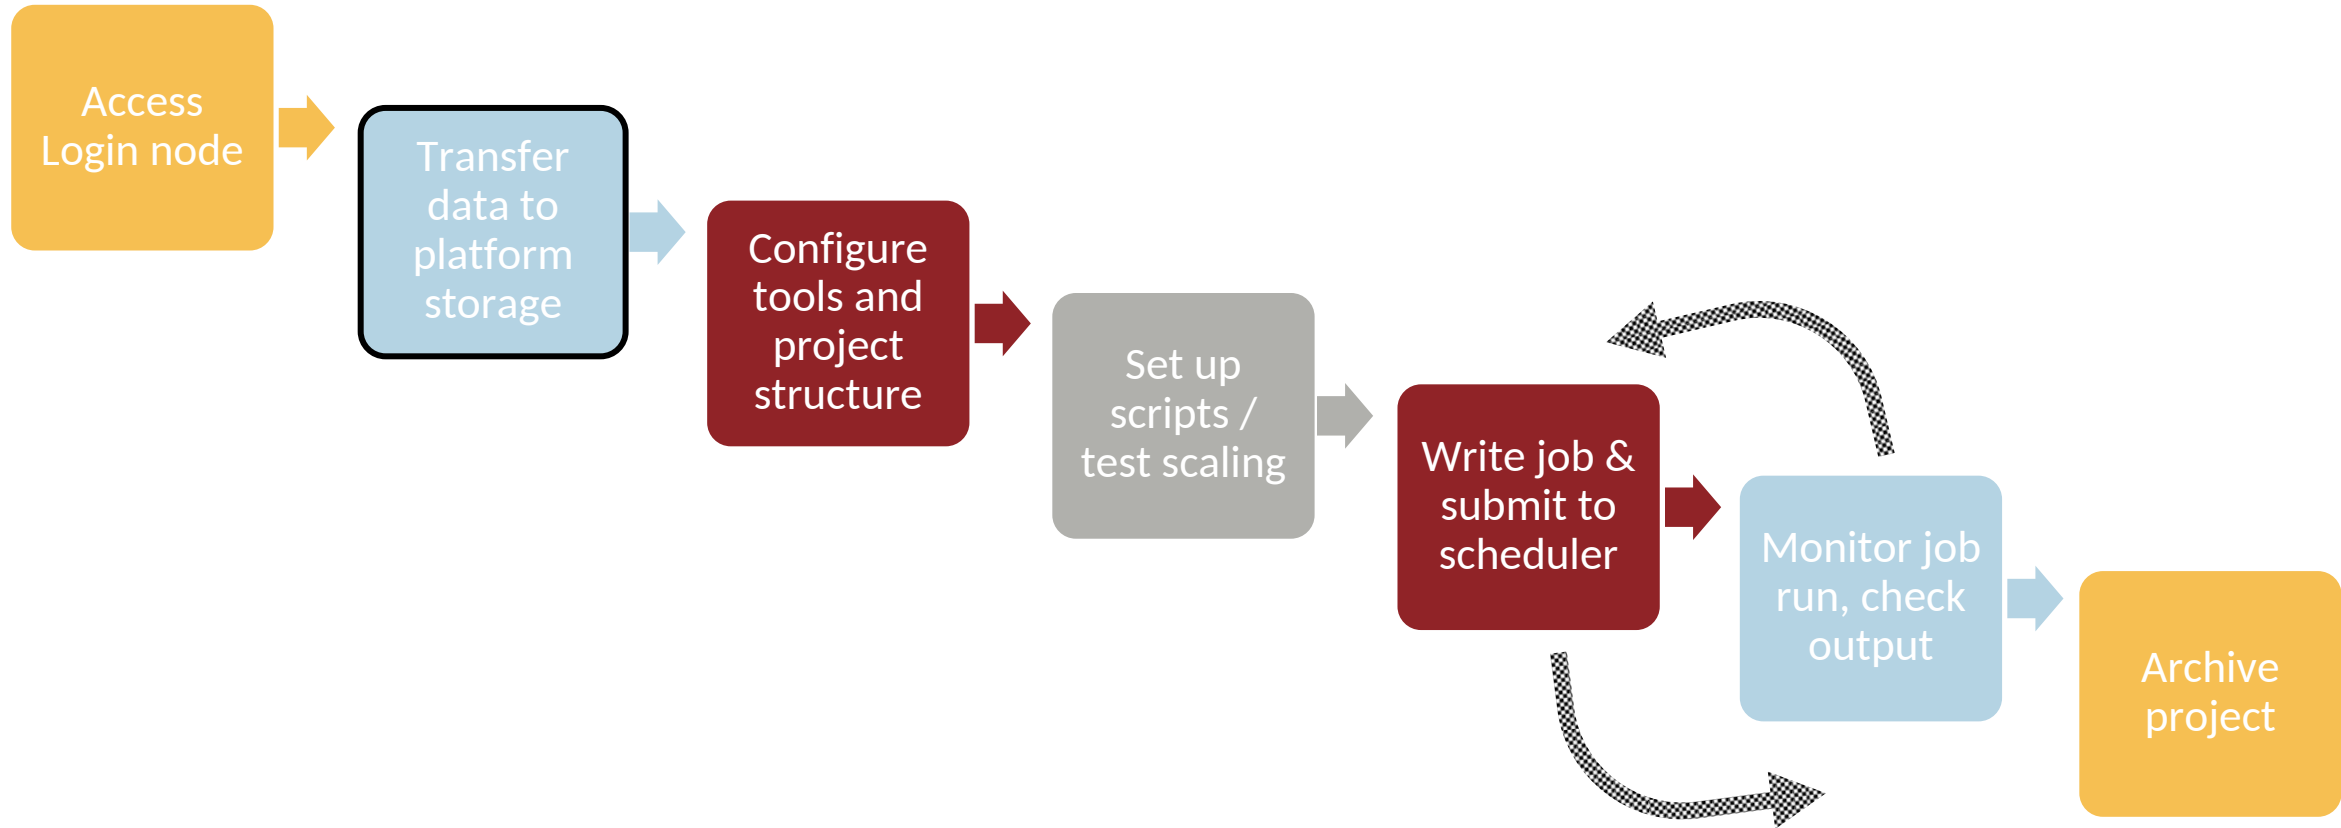 Access
Login node
Transfer
data to
platform
storage
Configure
tools and
project
structure
Set up
scripts /
test scaling
Write job &
submit to
scheduler
Monitor job
run, check
output
Archive
project